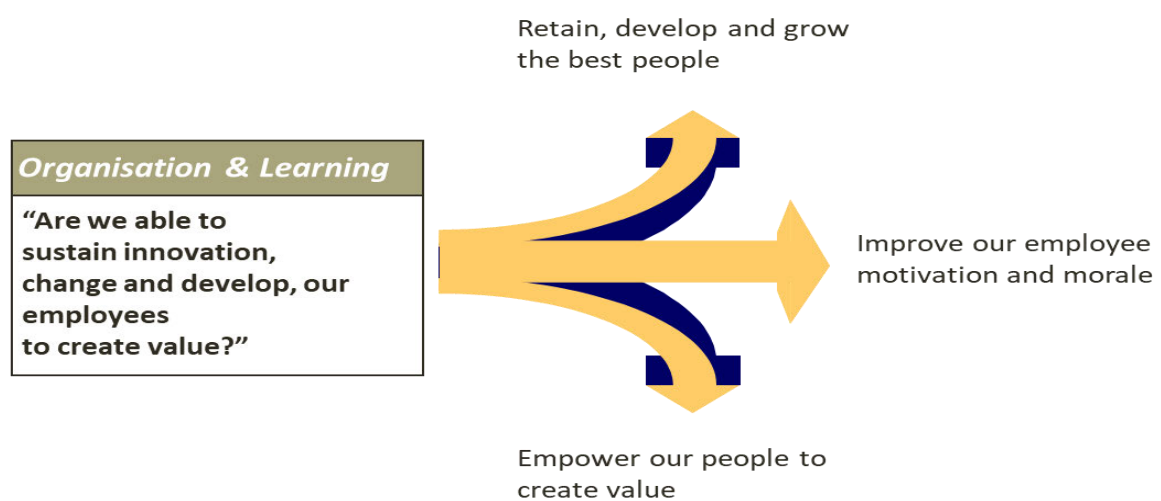 Retain, develop and grow
the best people
Organisation & Learning
“Are we able to
sustain innovation,
change and develop, our
employees
to create value?”
Improve our employee
motivation and morale
Empower our people to
create value